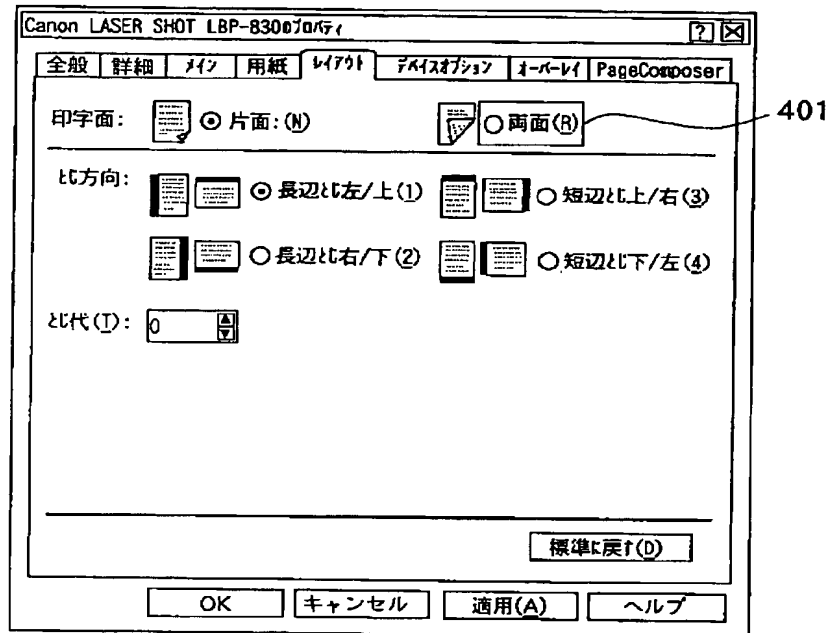 Canon LASER SHOT LBP-830のプロパティ
全般 詳細 メイン 用紙 レイアウト デバイスオプション オーバーレイ PageComposer
印字面: 片面:(N) 両面(R) 401
とじ方向: 長辺とじ左/上(1) 短辺とじ上/右(3)
長辺とじ右/下(2) 短辺とじ下/左(4)
とじ代(T): 0
標準に戻す(D)
OK キャンセル 適用(A) ヘルプ